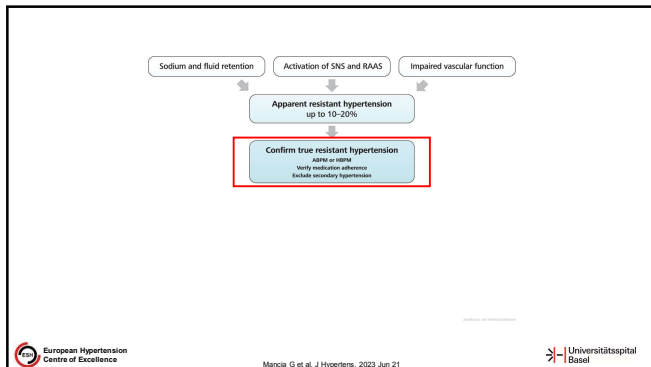 Sodium and fluid retention
Activation of SNS and RAAS
Impaired vascular function
Apparent resistant hypertension
up to 10–20%
Confirm true resistant hypertension
ABPM or HBPM
Verify medication adherence
Exclude secondary hypertension
ESH
European Hypertension
Centre of Excellence
Mancia G et al. J Hypertens. 2023 Jun 21
Universitätsspital
Basel